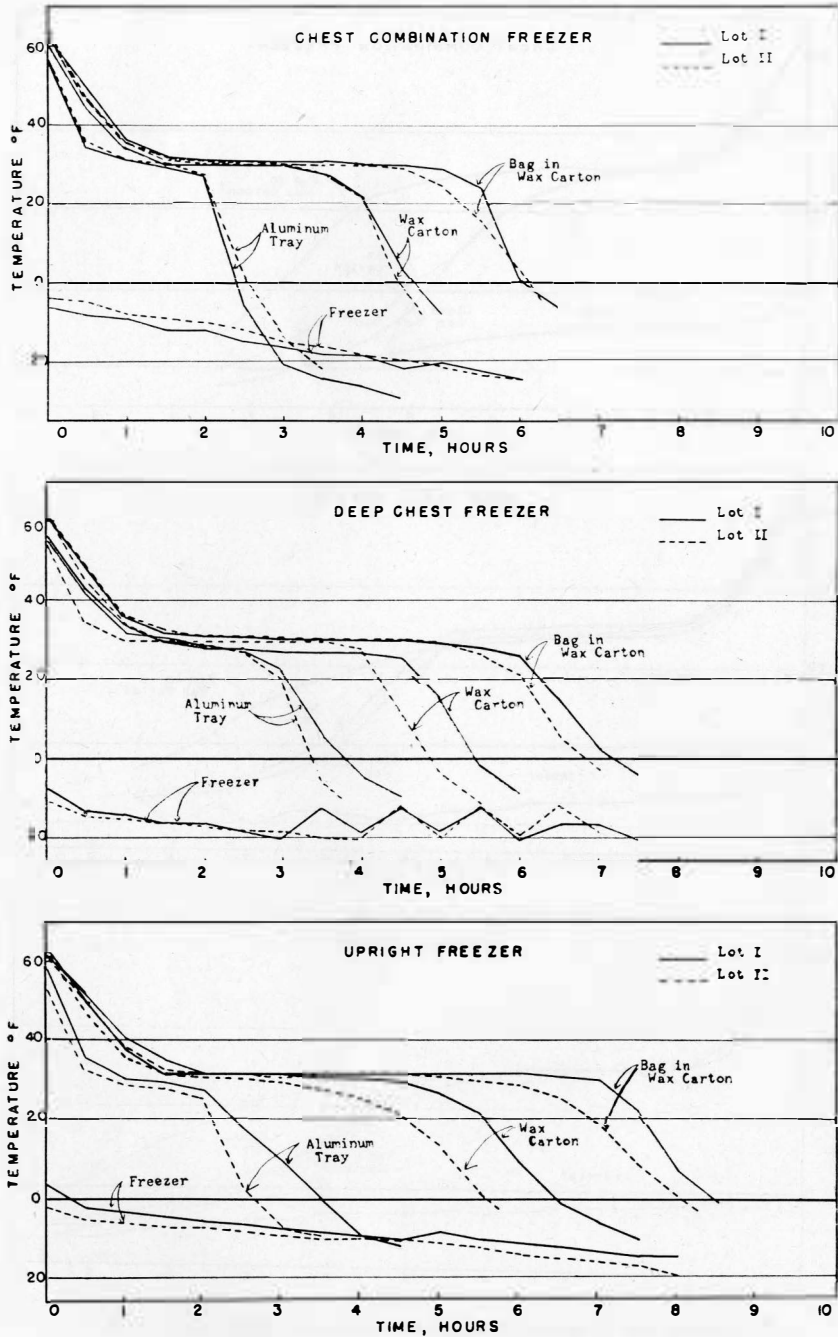 CHEST COMBINATION FREEZER
Lot I
Lot II
60
40
20
0
TEMPERATURE °F
Bag in
Wax Carton
Wax
Carton
Aluminum
Tray
Freezer
0 1 2 3 4 5 6 7 8 9 10
TIME, HOURS
DEEP CHEST FREEZER
Lot I
Lot II
60
40
20
0
TEMPERATURE °F
Bag in
Wax Carton
Wax
Carton
Aluminum
Tray
Freezer
0 1 2 3 4 5 6 7 8 9 10
TIME, HOURS
UPRIGHT FREEZER
Lot I
Lot II
60
40
20
0
20
TEMPERATURE °F
Bag in
Wax Carton
Wax
Carton
Aluminum
Tray
Freezer
0 1 2 3 4 5 6 7 8 9 10
TIME, HOURS